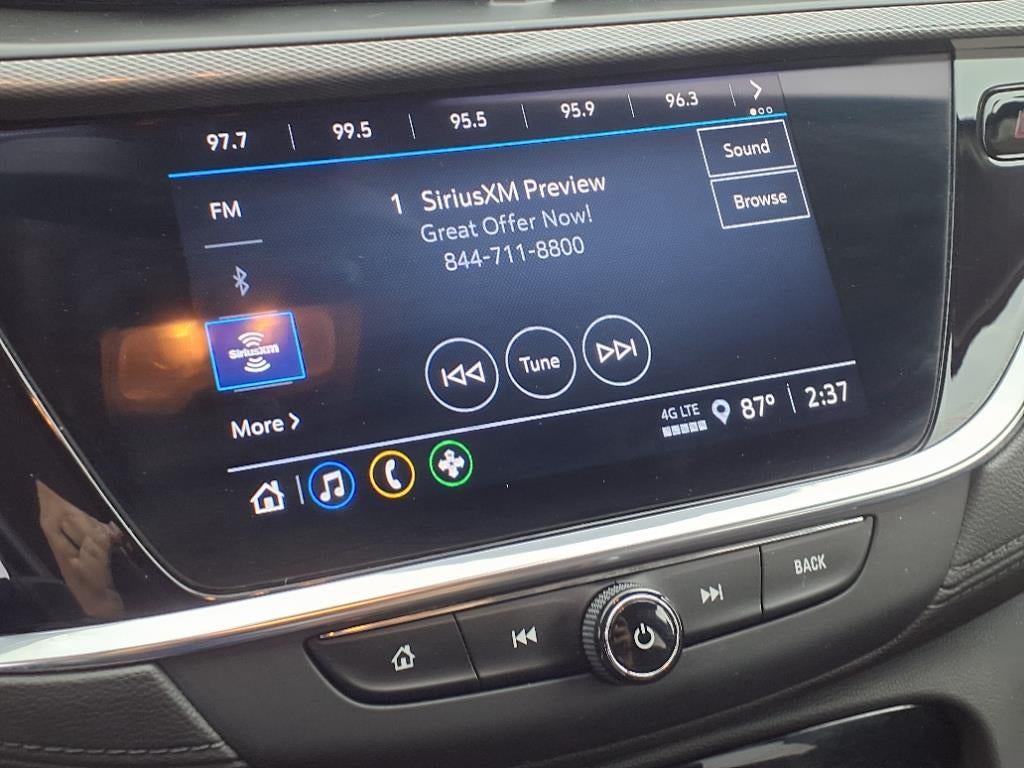 97.7 99.5 95.5 95.9 96.3
Sound
FM
1 SiriusXM Preview
Great Offer Now!
844-711-8800
Browse
SiriusXM
Tune
More
4G LTE 87° 2:37
BACK